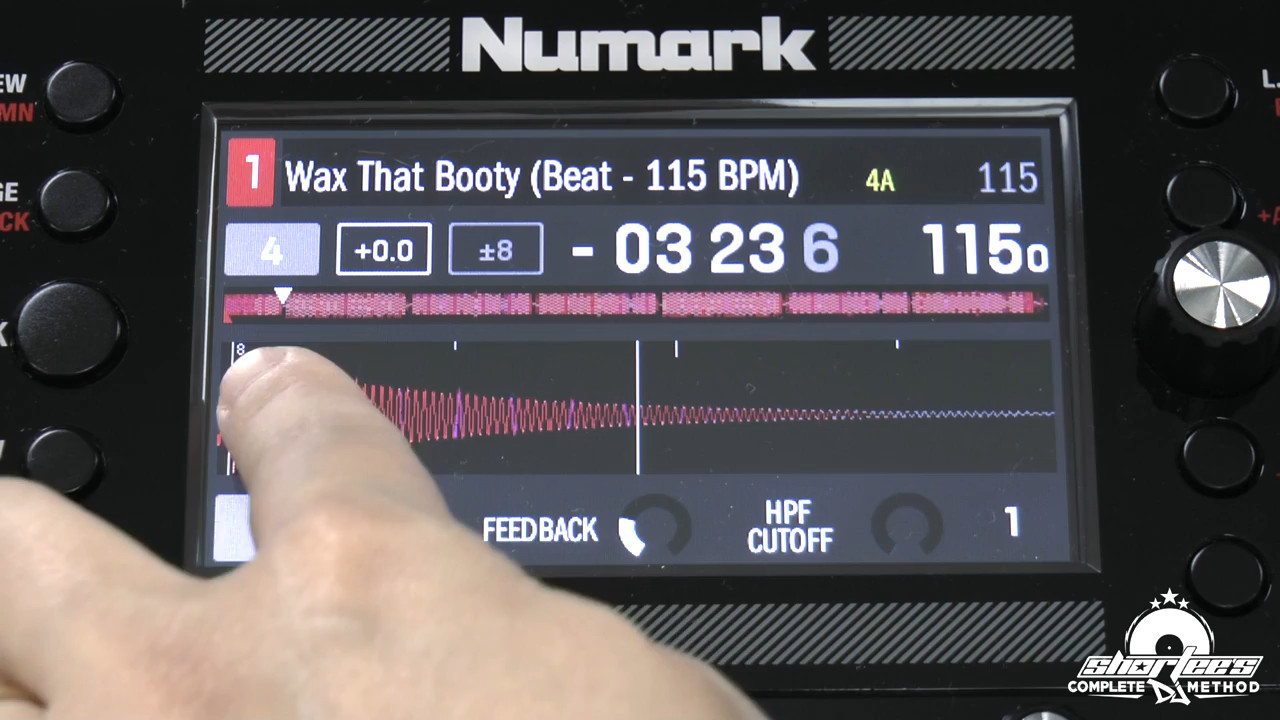 Numark
EW
MN
GE
CK
K
1 Wax That Booty (Beat - 115 BPM) 4A 115
4 +0.0 ±8 - 03 23 6 115 0
8
FEEDBACK HPF CUTOFF 1
L
+/
SHORTEES
COMPLETE DJ METHOD